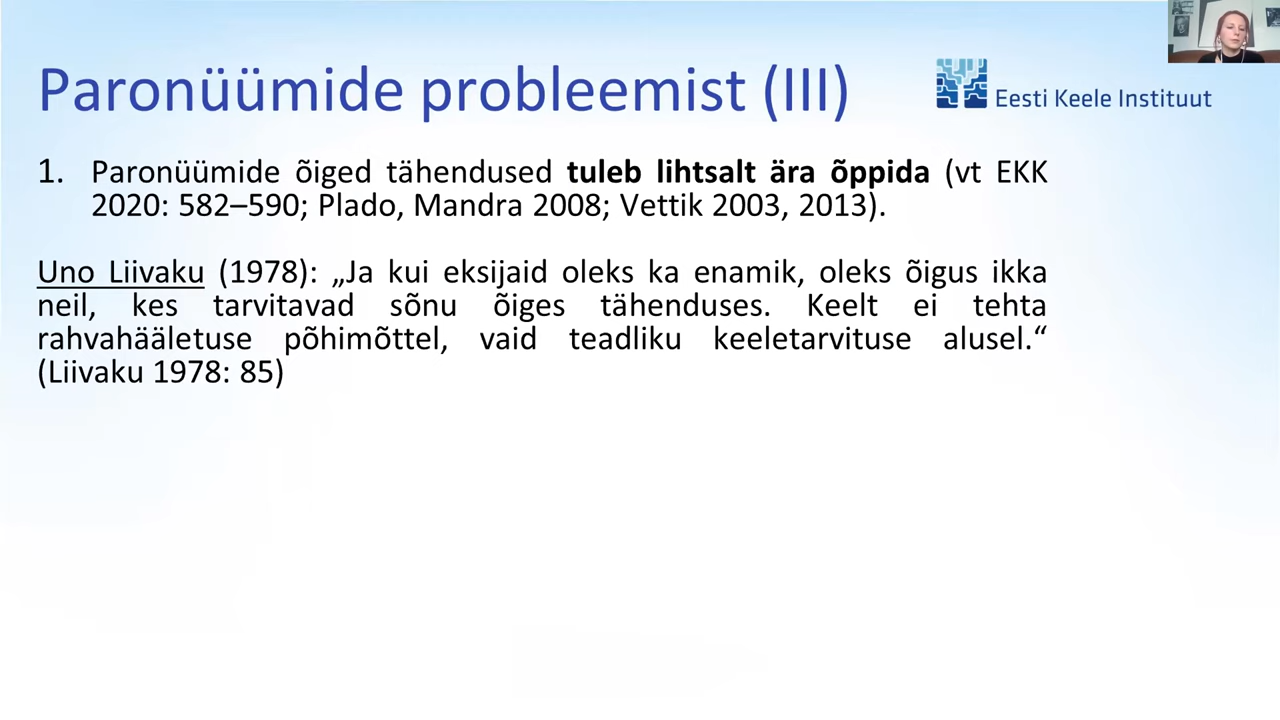 Paronüümide probleemist (III)
Eesti Keele Instituut
1. Paronüümide õiged tähendused tuleb lihtsalt ära õppida (vt EKK
2020: 582–590; Plado, Mandra 2008; Vettik 2003, 2013).
Uno Liivaku (1978): „Ja kui eksijaid oleks ka enamik, oleks õigus ikka
neil, kes tarvitavad sõnu õiges tähenduses. Keelt ei tehta
rahvahääletuse põhimõttel, vaid teadliku keeletarvituse alusel.“
(Liivaku 1978: 85)